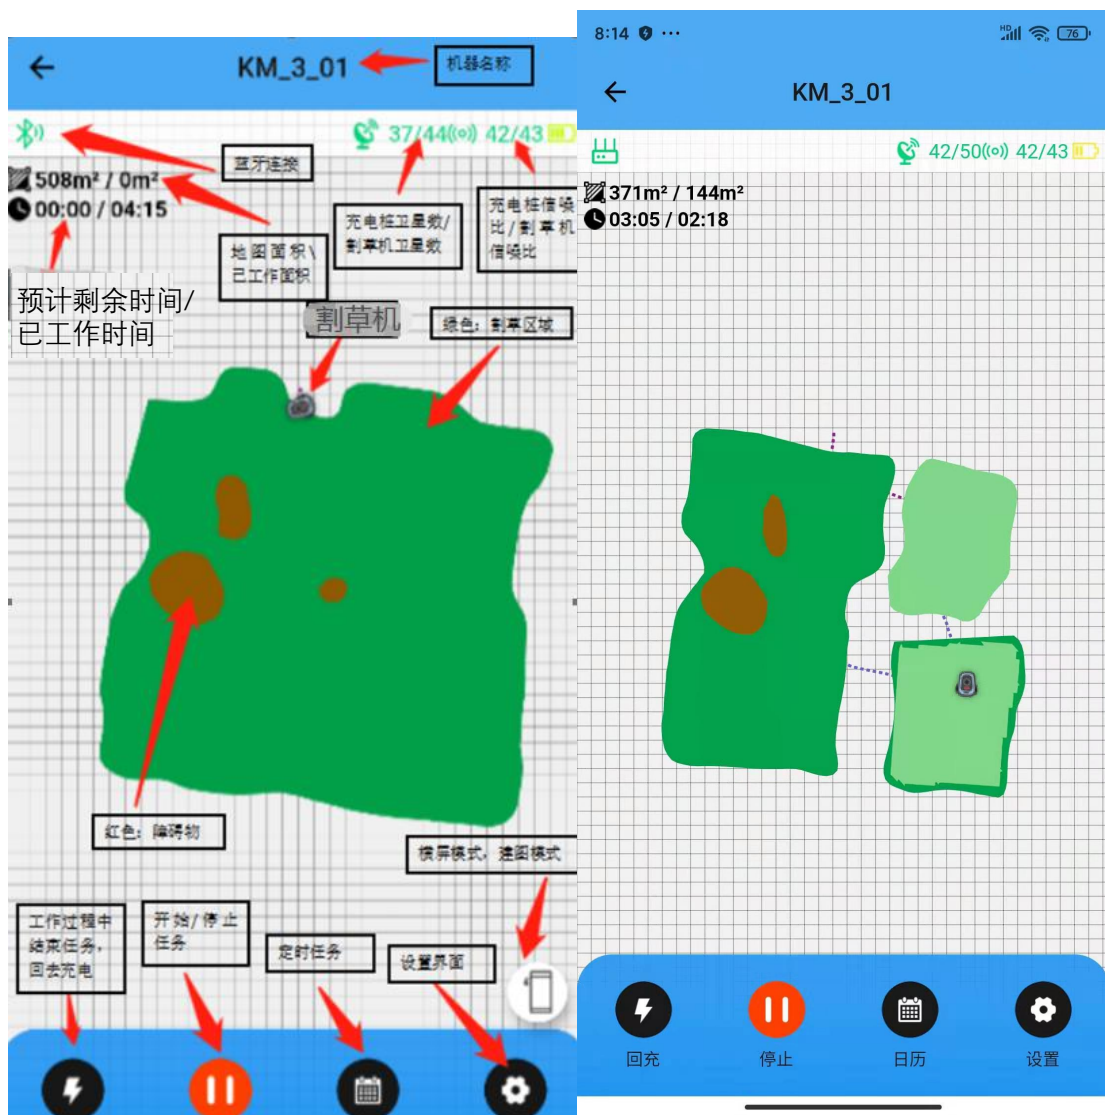 KM_3_01
机器名称
37/44
42/43
蓝牙连接
508m² / 0m²
00:00 / 04:15
充电桩卫星数/
割草机卫星数
充电桩信噪
比/割草机
信噪比
地图面积\
已工作面积
预计剩余时间/
已工作时间
割草机
绿色：割草区域
红色：障碍物
横屏模式，建图模式
工作过程中
结束任务，
回去充电
开始/停止
任务
定时任务
设置界面
8:14
HD
76
KM_3_01
42/50
42/43
371m² / 144m²
03:05 / 02:18
回充
停止
日历
设置